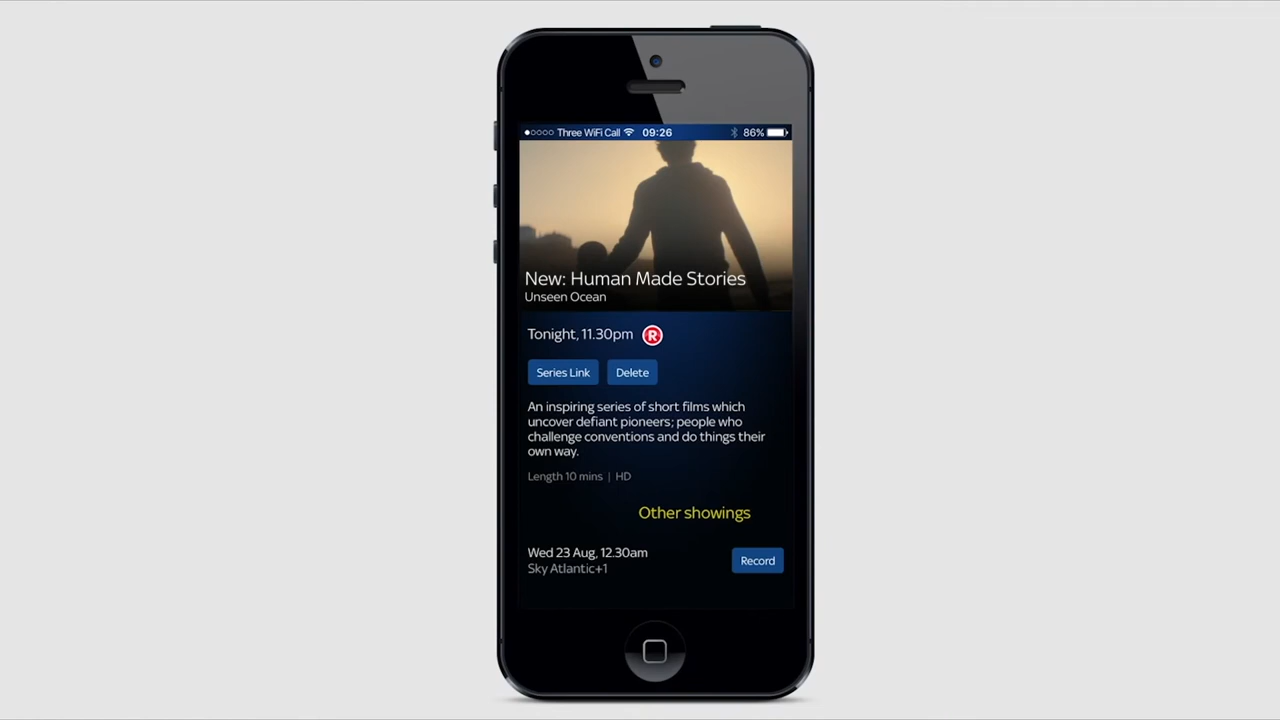 Three WiFi Call 09:26 86%
New: Human Made Stories
Unseen Ocean
Tonight, 11.30pm R
Series Link Delete
An inspiring series of short films which
uncover defiant pioneers; people who
challenge conventions and do things their
own way.
Length 10 mins | HD
Other showings
Wed 23 Aug, 12.30am
Sky Atlantic+1
Record